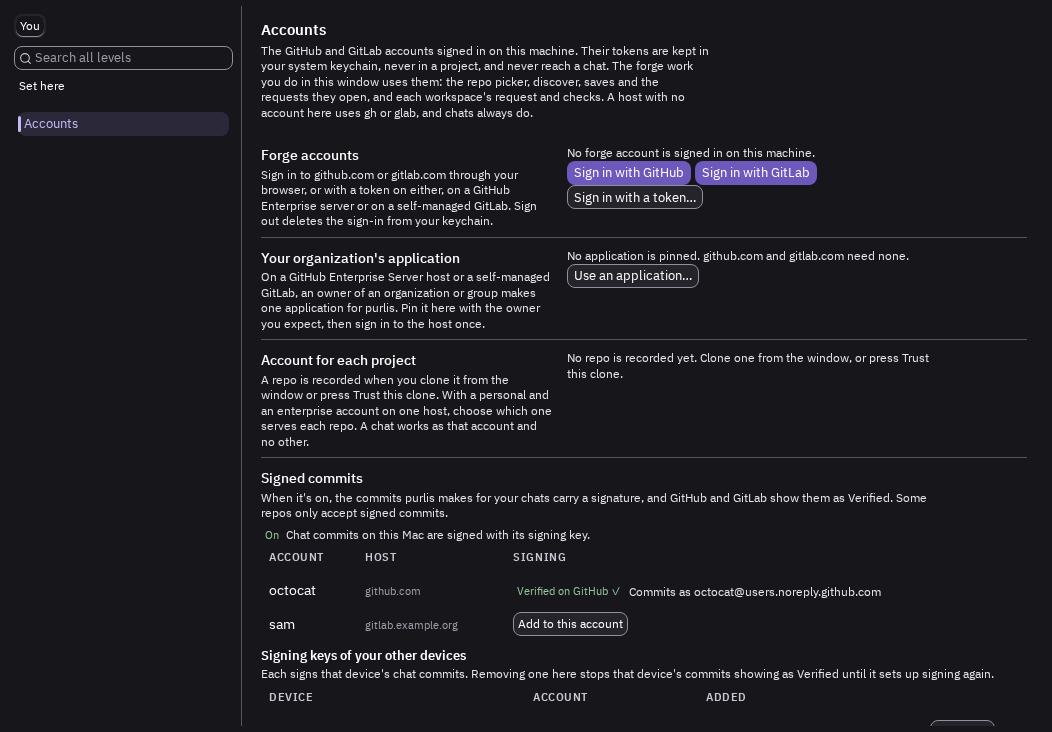 You
Search all levels
Set here
Accounts
Accounts
The GitHub and GitLab accounts signed in on this machine. Their tokens are kept in
your system keychain, never in a project, and never reach a chat. The forge work
you do in this window uses them: the repo picker, discover, saves and the
requests they open, and each workspace's request and checks. A host with no
account here uses gh or glab, and chats always do.
Forge accounts
Sign in to github.com or gitlab.com through your
browser, or with a token on either, on a GitHub
Enterprise server or on a self-managed GitLab. Sign
out deletes the sign-in from your keychain.
No forge account is signed in on this machine.
Sign in with GitHub
Sign in with GitLab
Sign in with a token...
Your organization's application
On a GitHub Enterprise Server host or a self-managed
GitLab, an owner of an organization or group makes
one application for purlis. Pin it here with the owner
you expect, then sign in to the host once.
No application is pinned. github.com and gitlab.com need none.
Use an application...
Account for each project
A repo is recorded when you clone it from the
window or press Trust this clone. With a personal and
an enterprise account on one host, choose which one
serves each repo. A chat works as that account and
no other.
No repo is recorded yet. Clone one from the window, or press Trust
this clone.
Signed commits
When it's on, the commits purlis makes for your chats carry a signature, and GitHub and GitLab show them as Verified. Some
repos only accept signed commits.
On Chat commits on this Mac are signed with its signing key.
ACCOUNT HOST SIGNING
octocat github.com Verified on GitHub ✓ Commits as octocat@users.noreply.github.com
sam gitlab.example.org Add to this account
Signing keys of your other devices
Each signs that device's chat commits. Removing one here stops that device's commits showing as Verified until it sets up signing again.
DEVICE ACCOUNT ADDED